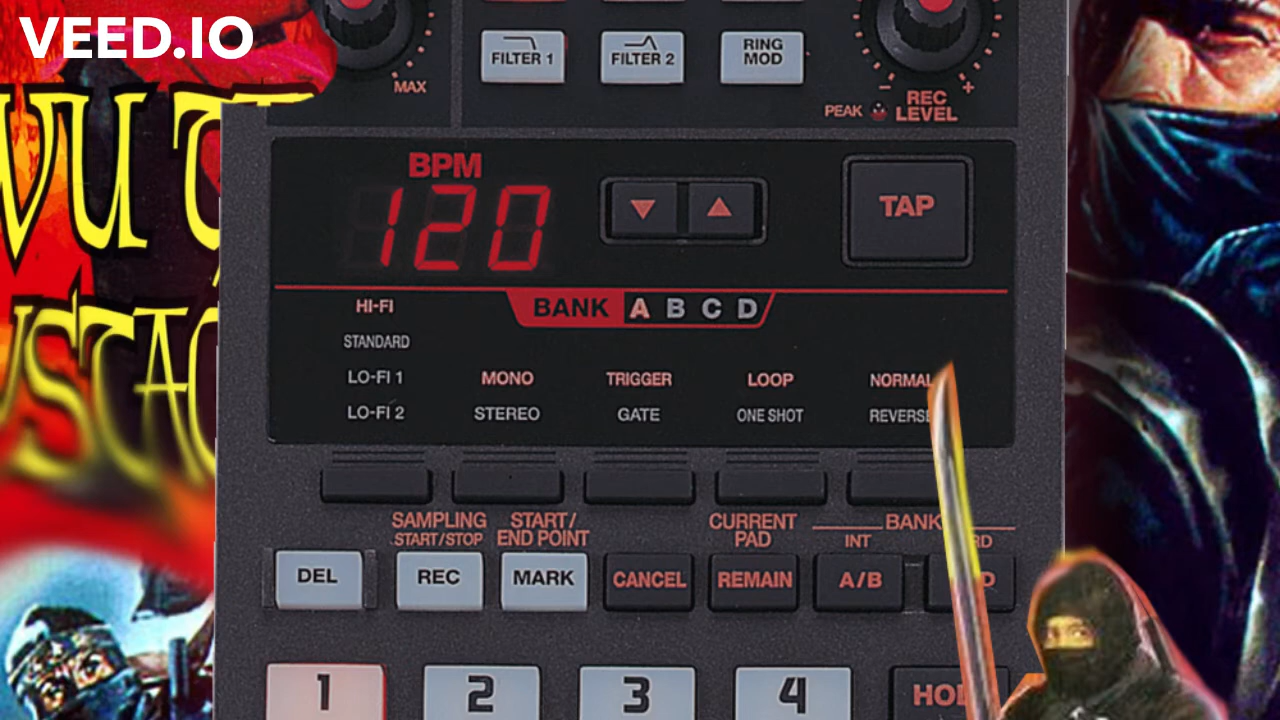 VEED.IO
FILTER 1
FILTER 2
RING
MOD
MAX
PEAK
REC
LEVEL
BPM
120
TAP
BANK A B C D
HI-FI
STANDARD
LO-FI 1
MONO
TRIGGER
LOOP
NORMAL
LO-FI 2
STEREO
GATE
ONE SHOT
REVERSE
SAMPLING
START/STOP
START/
END POINT
CURRENT
PAD
BANK
INT
DEL
REC
MARK
CANCEL
REMAIN
A/B
1
2
3
4